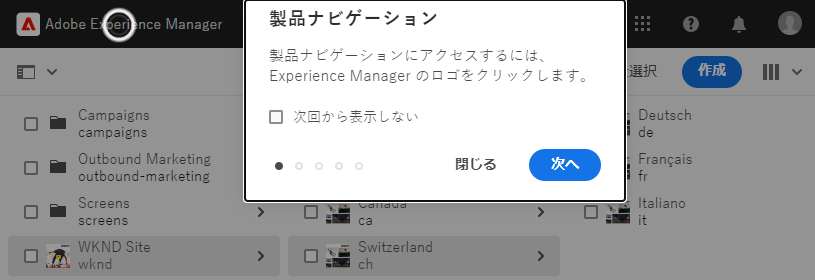 Adobe Experience Manager
製品ナビゲーション
製品ナビゲーションにアクセスするには、
Experience Manager のロゴをクリックします。
次回から表示しない
閉じる
次へ
選択
作成
Campaigns
campaigns
Outbound Marketing
outbound-marketing
Screens
screens
WKND Site
wknd
Canada
ca
Switzerland
ch
Deutsch
de
Français
fr
Italiano
it